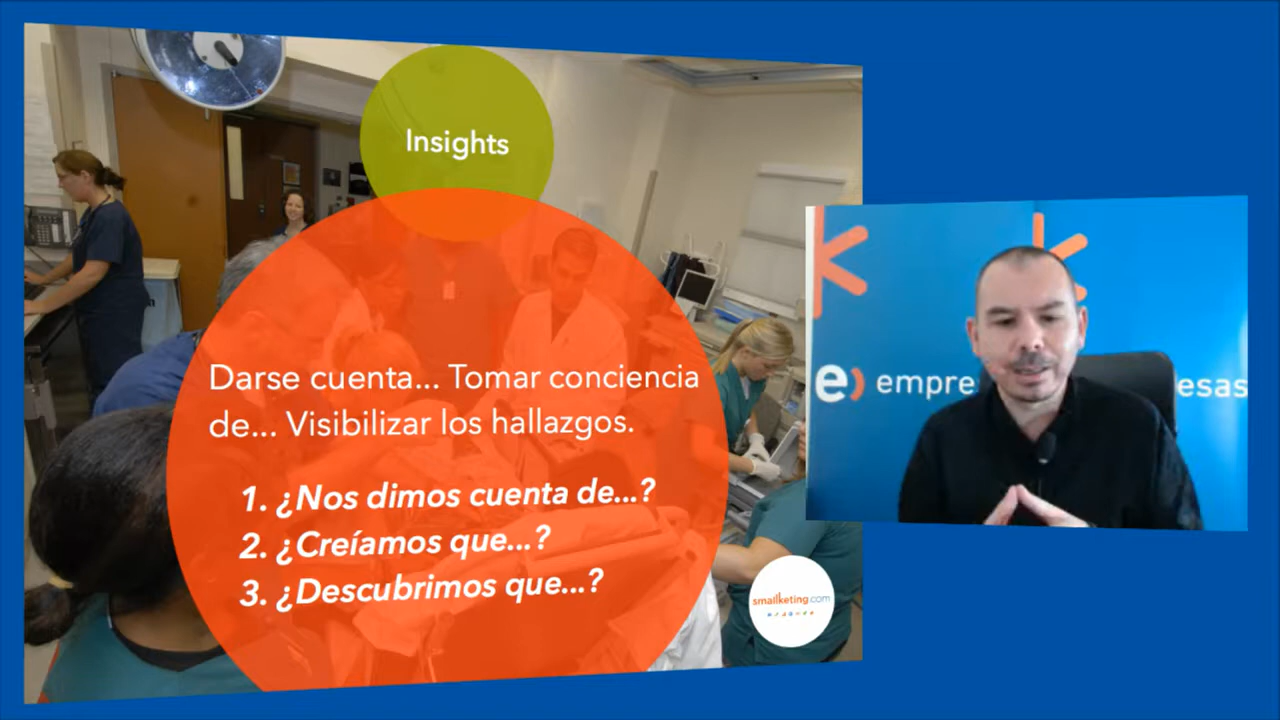 Insights
Darse cuenta... Tomar conciencia
de... Visibilizar los hallazgos.
1. ¿Nos dimos cuenta de...?
2. ¿Creíamos que...?
3. ¿Descubrimos que...?
smallketing.com
e) empre
esas